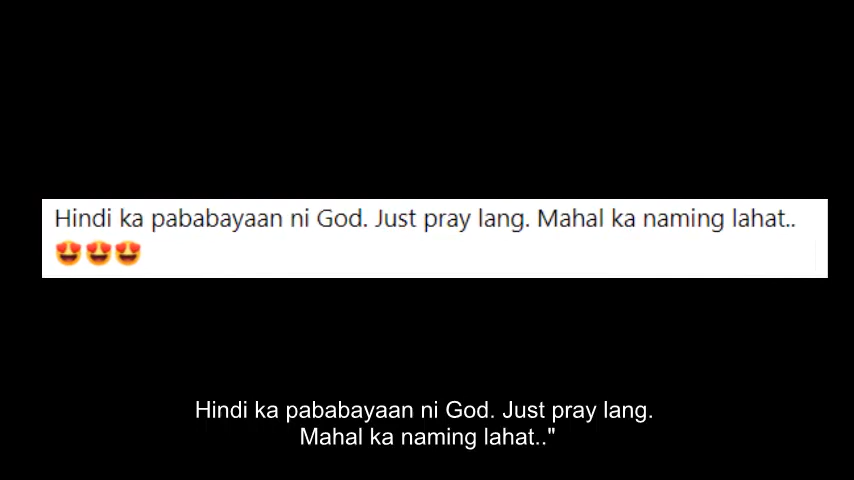 Hindi ka pababayaan ni God. Just pray lang. Mahal ka naming lahat..
😍😍😍
Hindi ka pababayaan ni God. Just pray lang.
Mahal ka naming lahat.."